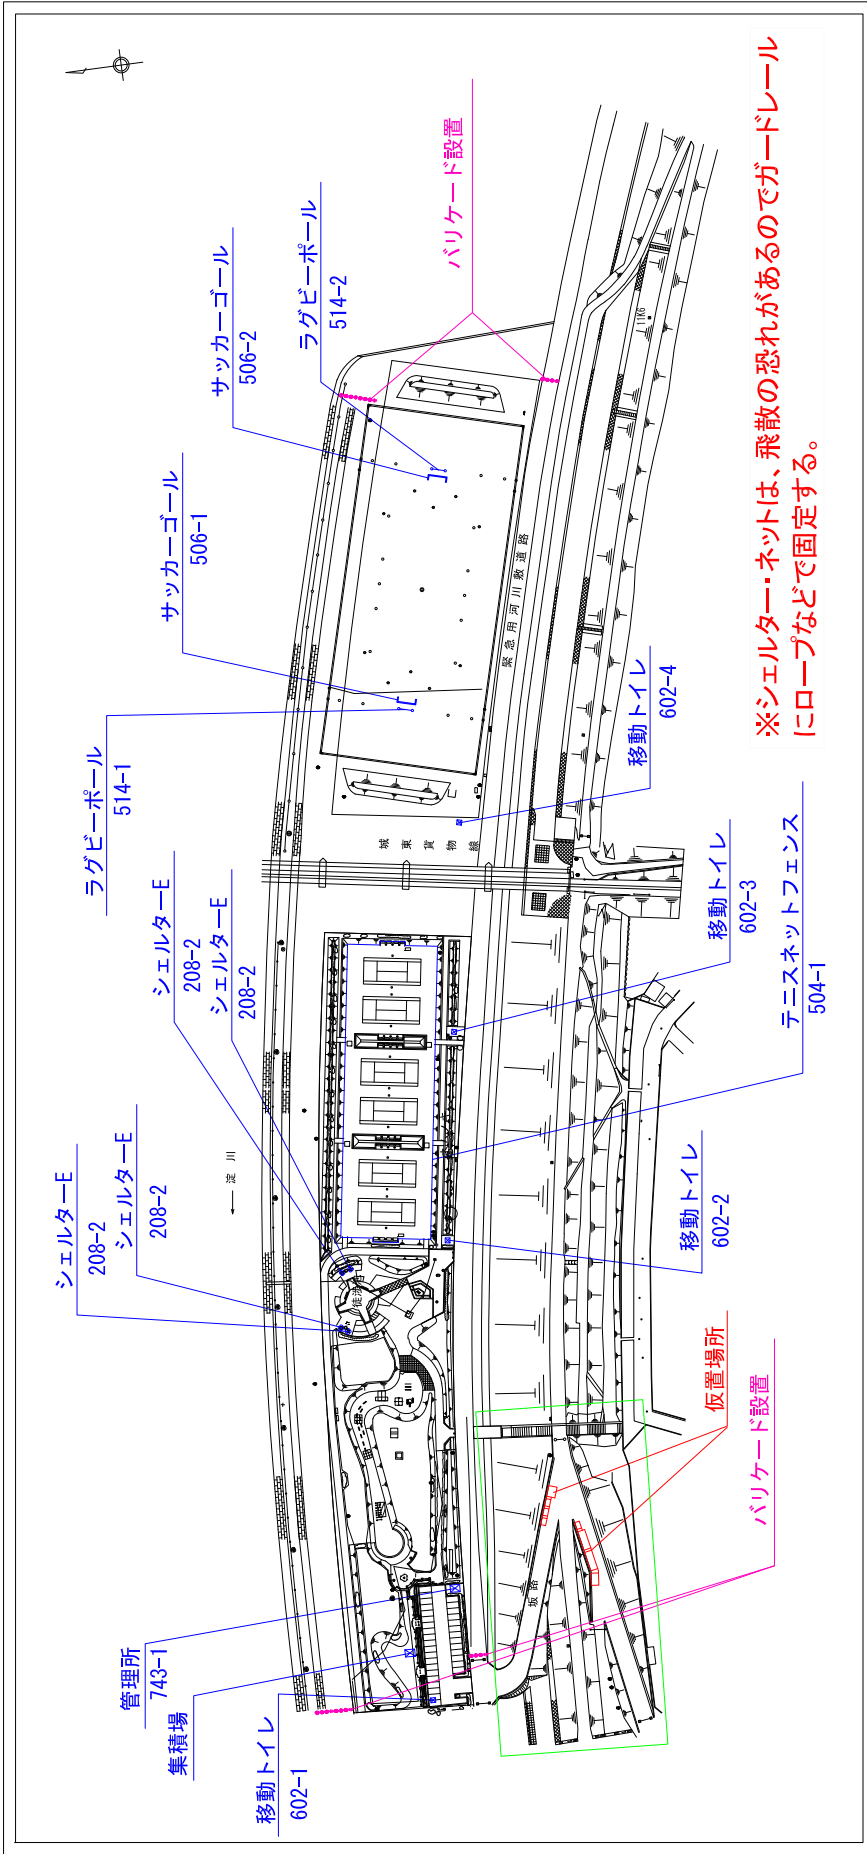 バリケード設置
ラグビーポール
514-2
サッカーゴール
506-2
サッカーゴール
506-1
ラグビーポール
514-1
シェルターE
208-2
シェルターE
208-2
シェルターE
208-2
シェルターE
208-2
管理所
743-1
集積場
移動トイレ
602-1
移動トイレ
602-2
移動トイレ
602-3
移動トイレ
602-4
テニスネットフェンス
504-1
仮置場所
バリケード設置
緊急用河川敷道路
城東貨物線
淀川
坂路
11K6
※シェルター・ネットは、飛散の恐れがあるのでガードレール
にロープなどで固定する。